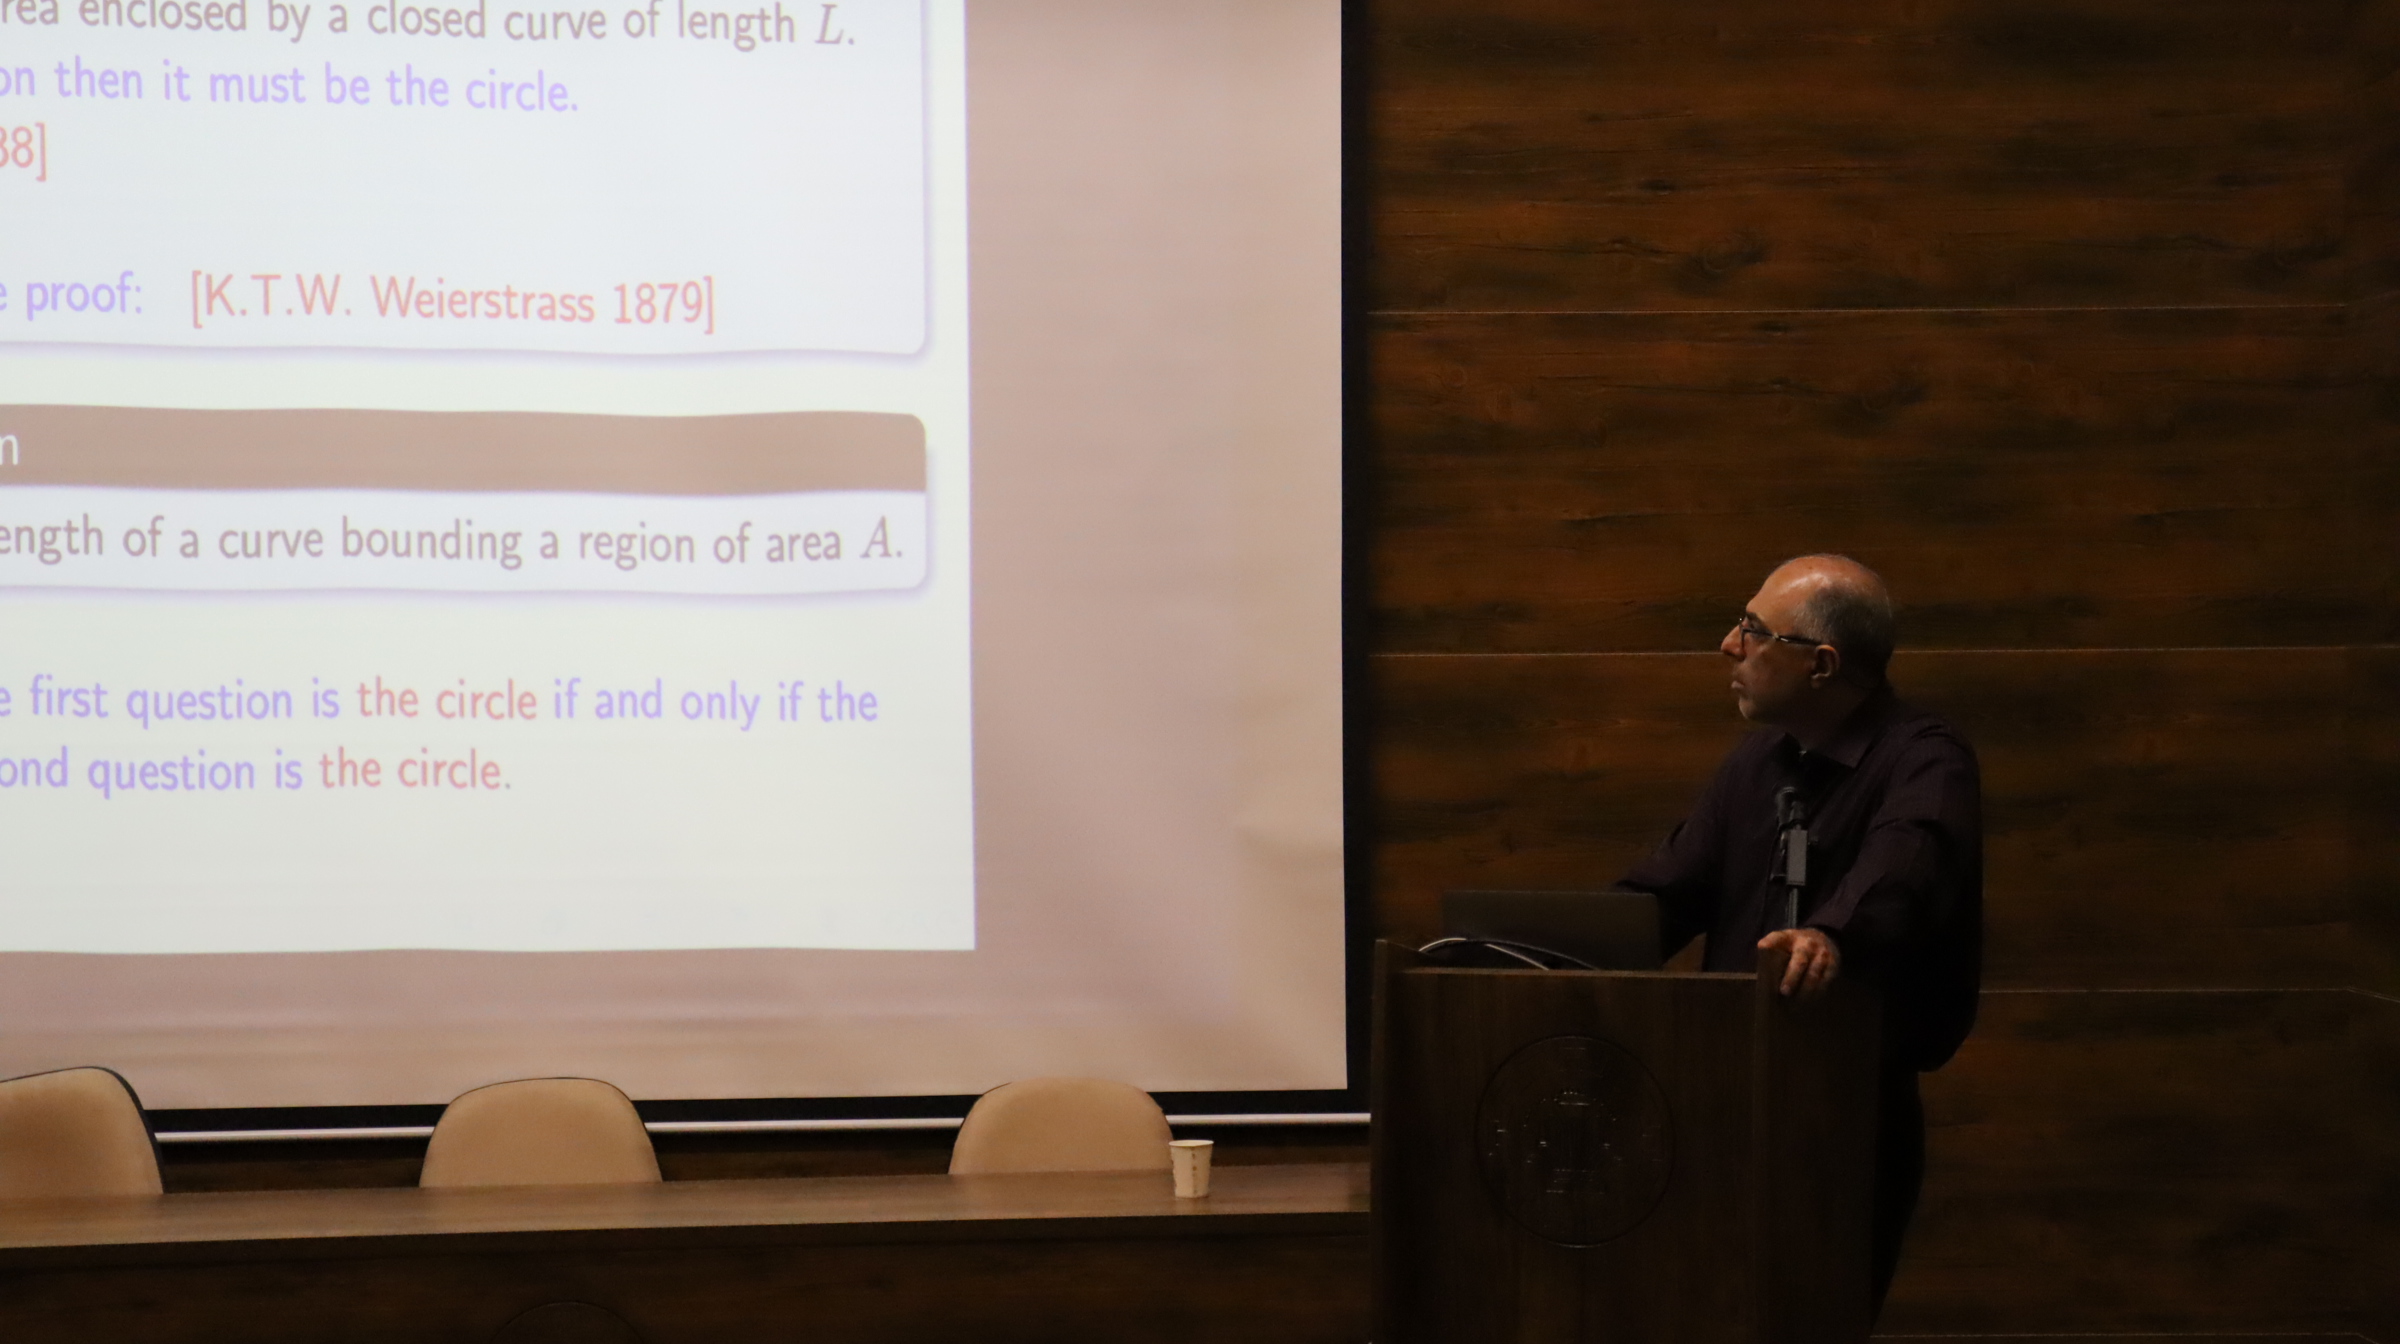 rea enclosed by a closed curve of length L.
on then it must be the circle.
38]
e proof: [K.T.W. Weierstrass 1879]
m
ength of a curve bounding a region of area A.
e first question is the circle if and only if the
ond question is the circle.